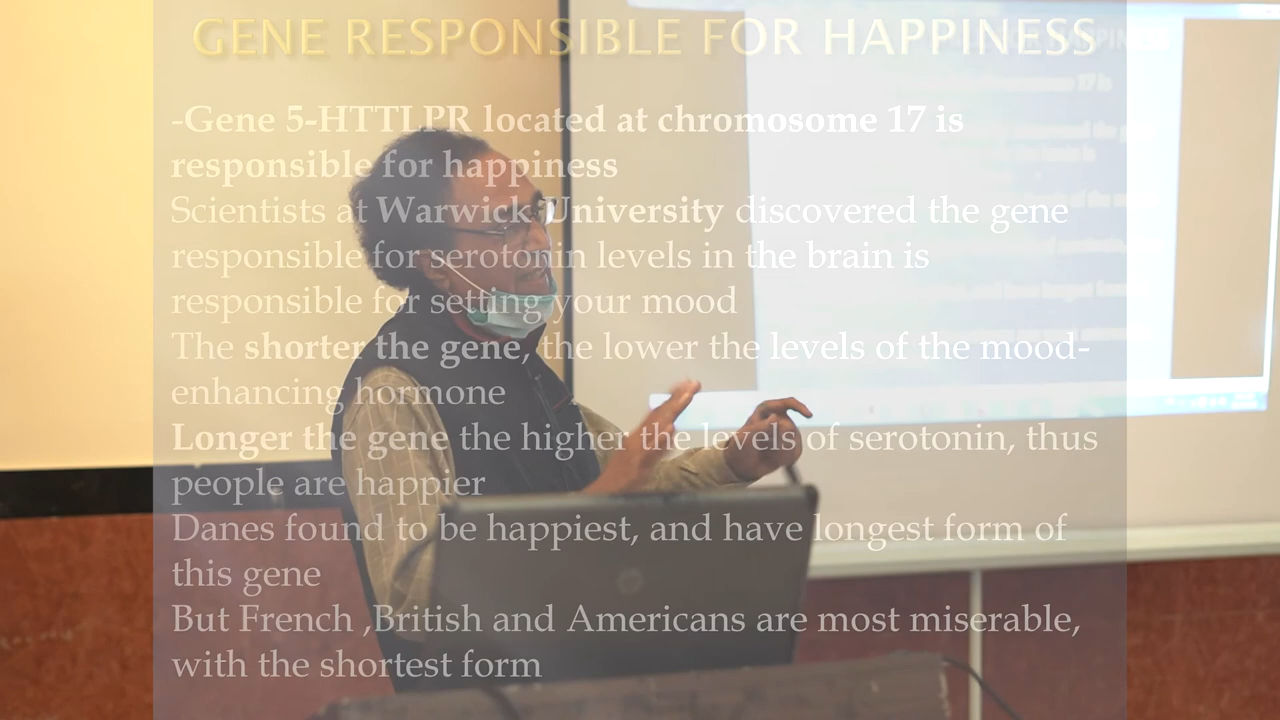 GENE RESPONSIBLE FOR HAPPINESS
-Gene 5-HTTLPR located at chromosome 17 is
responsible for happiness
Scientists at Warwick University discovered the gene
responsible for serotonin levels in the brain is
responsible for setting your mood
The shorter the gene, the lower the levels of the mood-
enhancing hormone
Longer the gene the higher the levels of serotonin, thus
people are happier
Danes found to be happiest, and have longest form of
this gene
But French ,British and Americans are most miserable,
with the shortest form